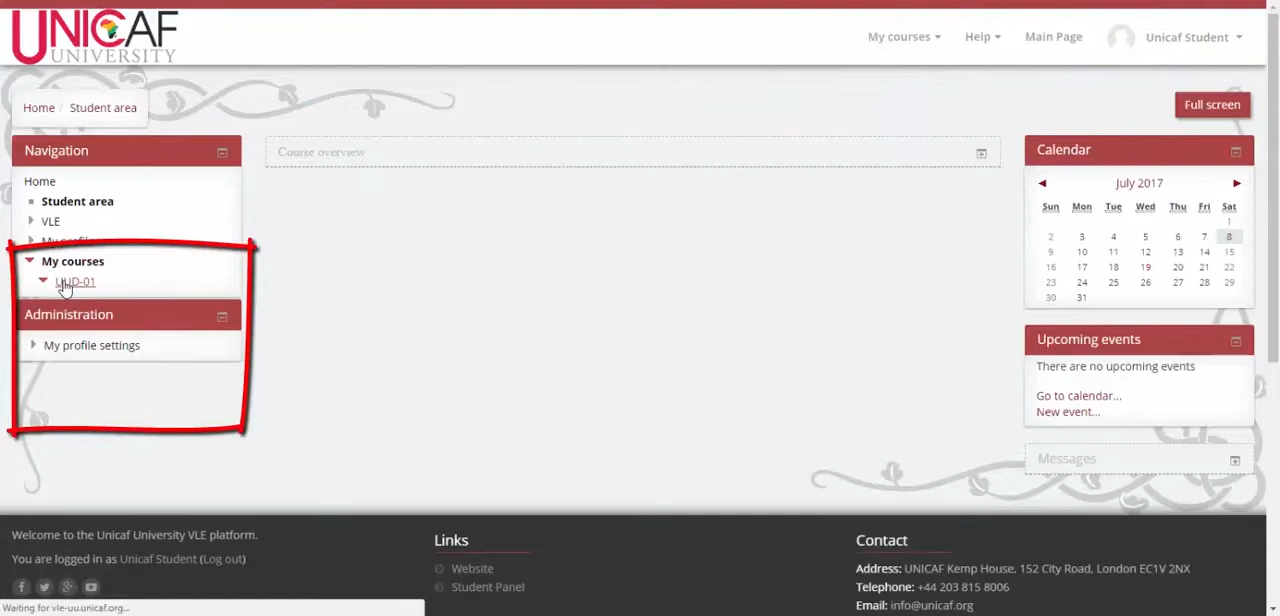 UNICAF
UNIVERSITY
My courses
Help
Main Page
Unicaf Student
Home / Student area
Full screen
Navigation
Home
Student area
VLE
My profile
My courses
UUD-01
Administration
My profile settings
Course overview
Calendar
July 2017
Sun Mon Tue Wed Thu Fri Sat
1
2 3 4 5 6 7 8
9 10 11 12 13 14 15
16 17 18 19 20 21 22
23 24 25 26 27 28 29
30 31
Upcoming events
There are no upcoming events
Go to calendar...
New event...
Messages
Welcome to the Unicaf University VLE platform.
You are logged in as Unicaf Student (Log out)
Links
Website
Student Panel
Contact
Address: UNICAF Kemp House, 152 City Road, London EC1V 2NX
Telephone: +44 203 815 8006
Email: info@unicaf.org
Waiting for vle-uu.unicaf.org...